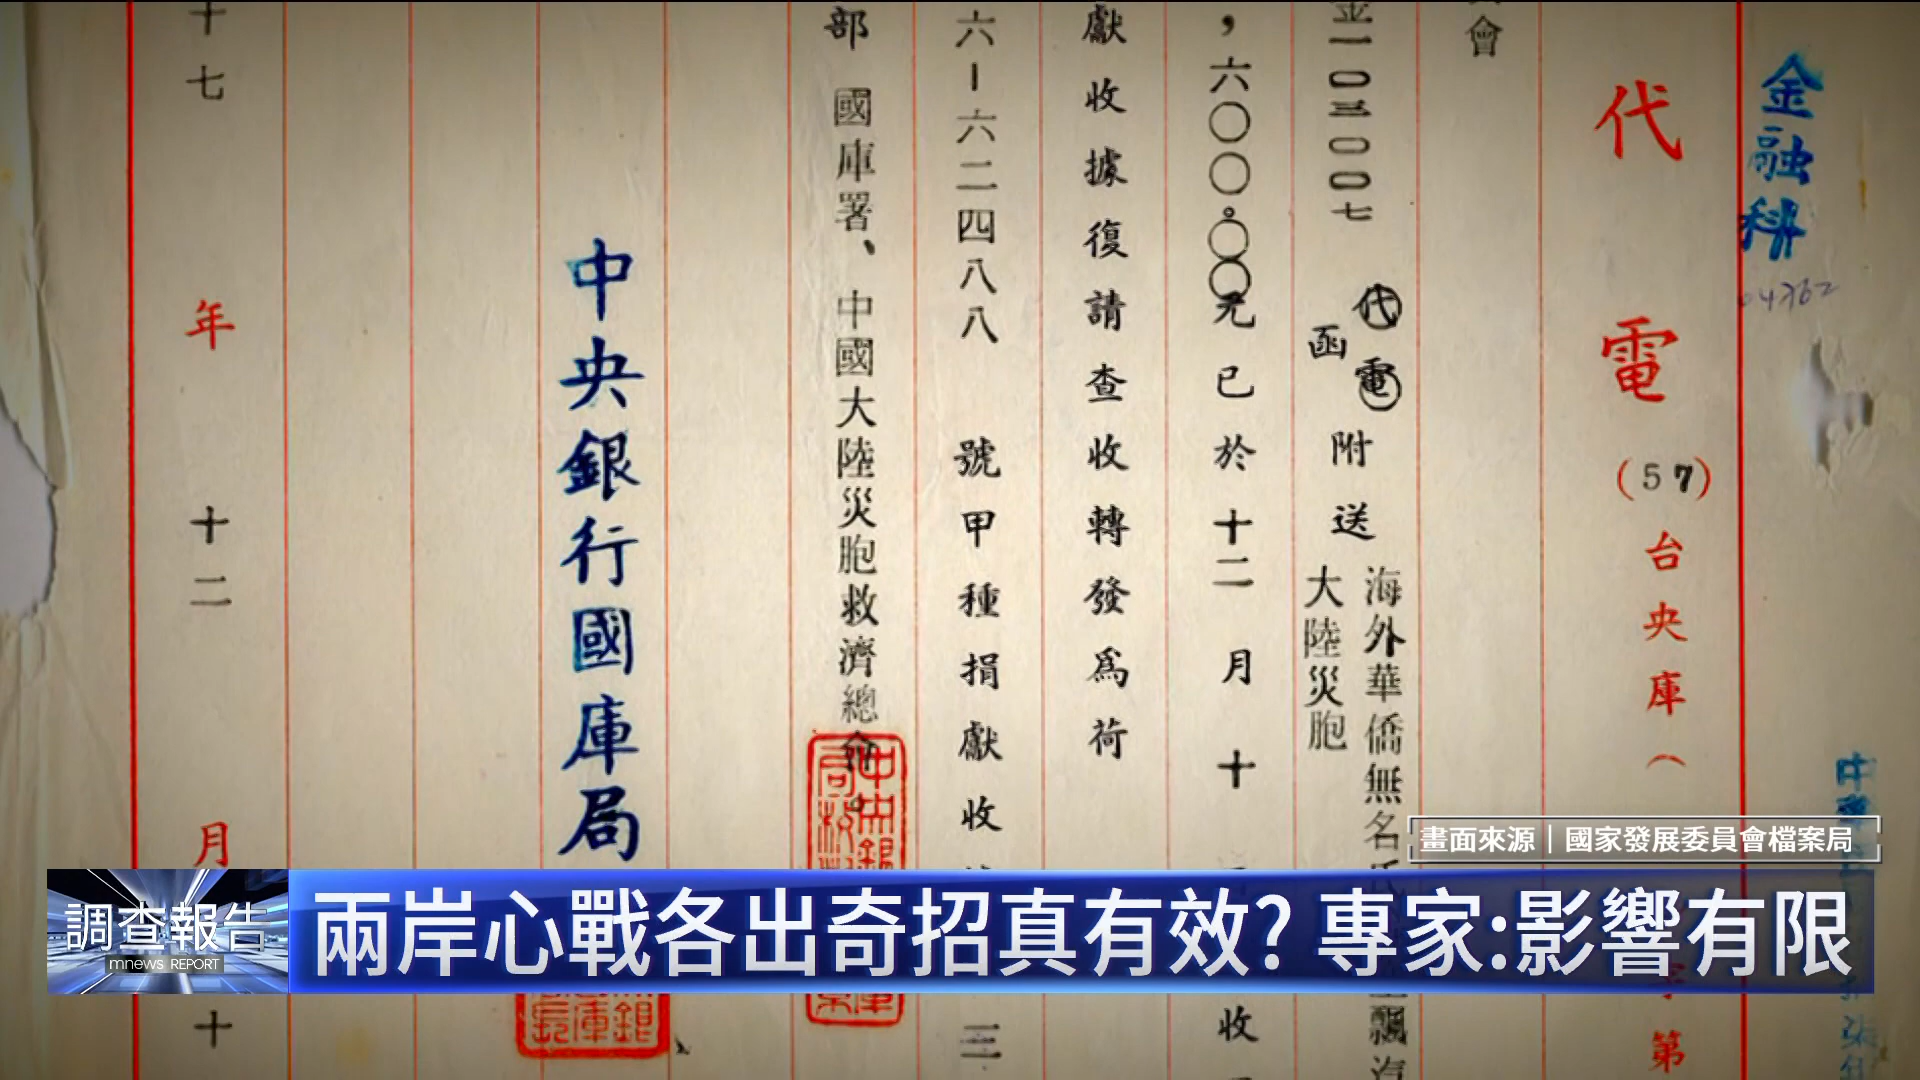 金融科
代電(57)台央庫(
第
會
金一〇三二〇〇七
代電
函
附送
海外華僑無名氏
大陸災胞
飄汽
,六〇〇.〇〇元已於十二月十
收
獻收據復請查收轉發爲荷
六-六二四八八 號甲種捐獻收
三
部 國庫署、中國大陸災胞救濟總會。
中央銀行國庫局
十七年十二月十
畫面來源|國家發展委員會檔案局
調查報告
mnews REPORT
兩岸心戰各出奇招真有效? 專家:影響有限